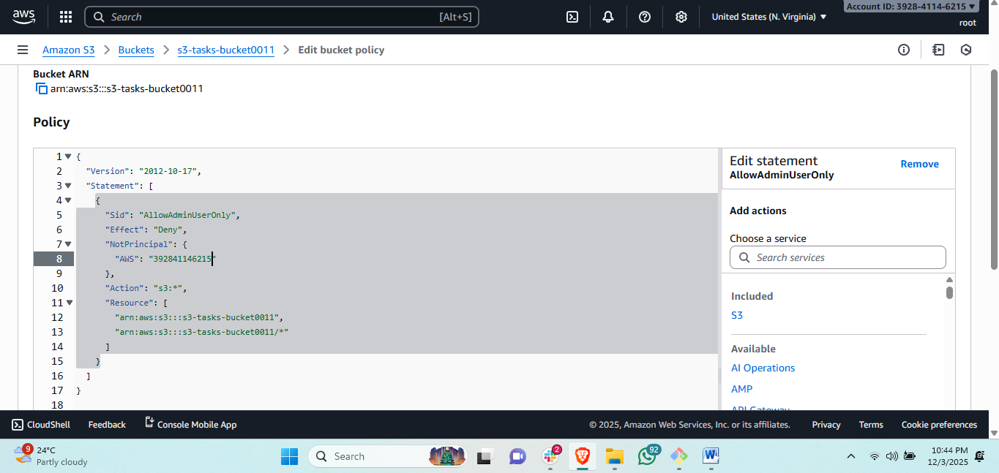 aws
Search [Alt+S]
United States (N. Virginia)
Account ID: 3928-4114-6215
root
Amazon S3
Buckets
s3-tasks-bucket0011
Edit bucket policy
Bucket ARN
arn:aws:s3:::s3-tasks-bucket0011
Policy
1 {
2 "Version": "2012-10-17",
3 "Statement": [
4 {
5 "Sid": "AllowAdminUserOnly",
6 "Effect": "Deny",
7 "NotPrincipal": {
8 "AWS": "392841146215"
9 },
10 "Action": "s3:*",
11 "Resource": [
12 "arn:aws:s3:::s3-tasks-bucket0011",
13 "arn:aws:s3:::s3-tasks-bucket0011/*"
14 ]
15 }
16 ]
17 }
18
Edit statement
AllowAdminUserOnly
Remove
Add actions
Choose a service
Search services
Included
S3
Available
AI Operations
AMP
API Gateway
CloudShell
Feedback
Console Mobile App
© 2025, Amazon Web Services, Inc. or its affiliates.
Privacy
Terms
Cookie preferences
9
24°C
Partly cloudy
Search
2
92
W
10:44 PM
12/3/2025